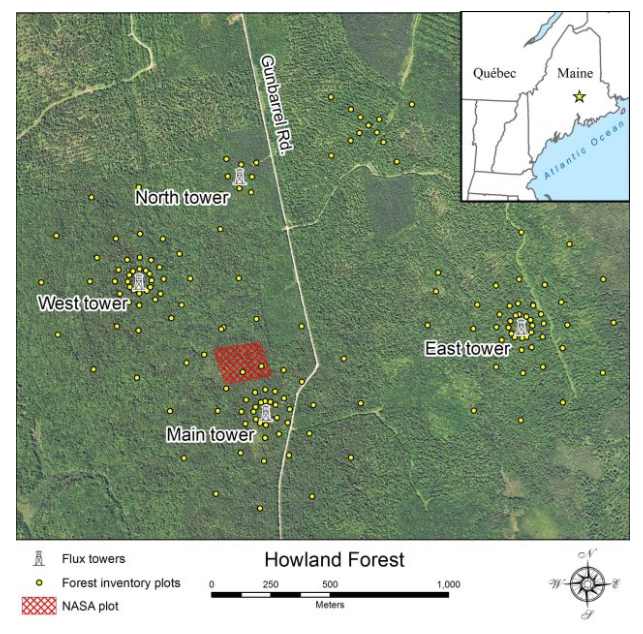 Québec
Maine
Atlantic Ocean
Gunbarrel Rd.
North tower
West tower
East tower
Main tower
Flux towers
Forest inventory plots
NASA plot
Howland Forest
0 250 500 1,000
Meters
N
W E
S